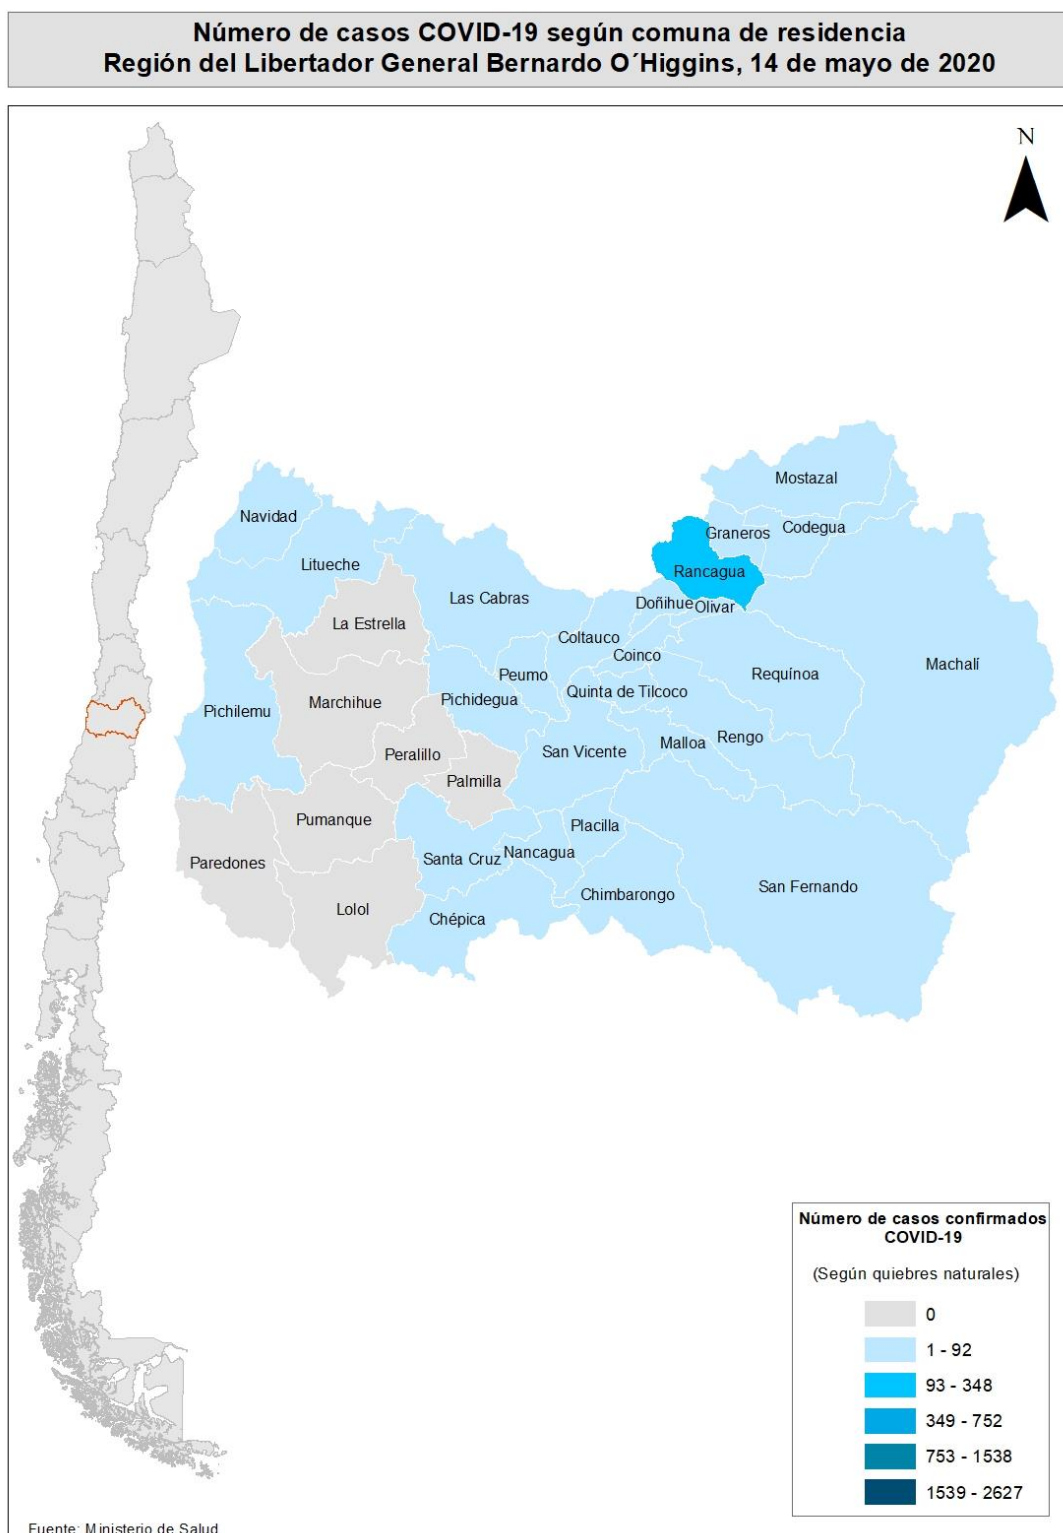 Número de casos COVID-19 según comuna de residencia
Región del Libertador General Bernardo O´Higgins, 14 de mayo de 2020
N
Mostazal
Navidad
Graneros
Codegua
Litueche
Rancagua
Las Cabras
Doñihue
Olivar
La Estrella
Coltauco
Coinco
Machalí
Peumo
Requínoa
Quinta de Tilcoco
Pichidegua
Marchihue
Pichilemu
Rengo
Malloa
San Vicente
Peralillo
Palmilla
Pumanque
Placilla
Nancagua
Santa Cruz
Paredones
San Fernando
Chimbarongo
Lolol
Chépica
Número de casos confirmados
COVID-19
(Según quiebres naturales)
0
1 - 92
93 - 348
349 - 752
753 - 1538
1539 - 2627
Fuente: Ministerio de Salud